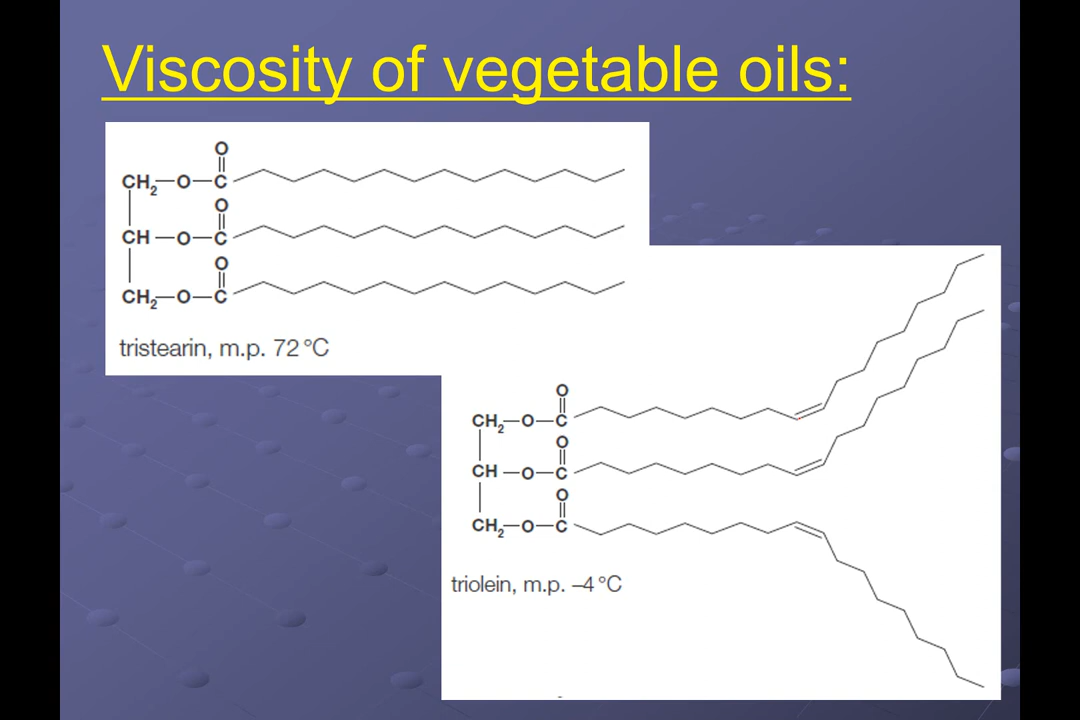 Viscosity of vegetable oils:
O
CH2—O—C
O
CH—O—C
O
CH2—O—C
tristearin, m.p. 72 °C
O
CH2—O—C
O
CH—O—C
O
CH2—O—C
triolein, m.p. –4 °C